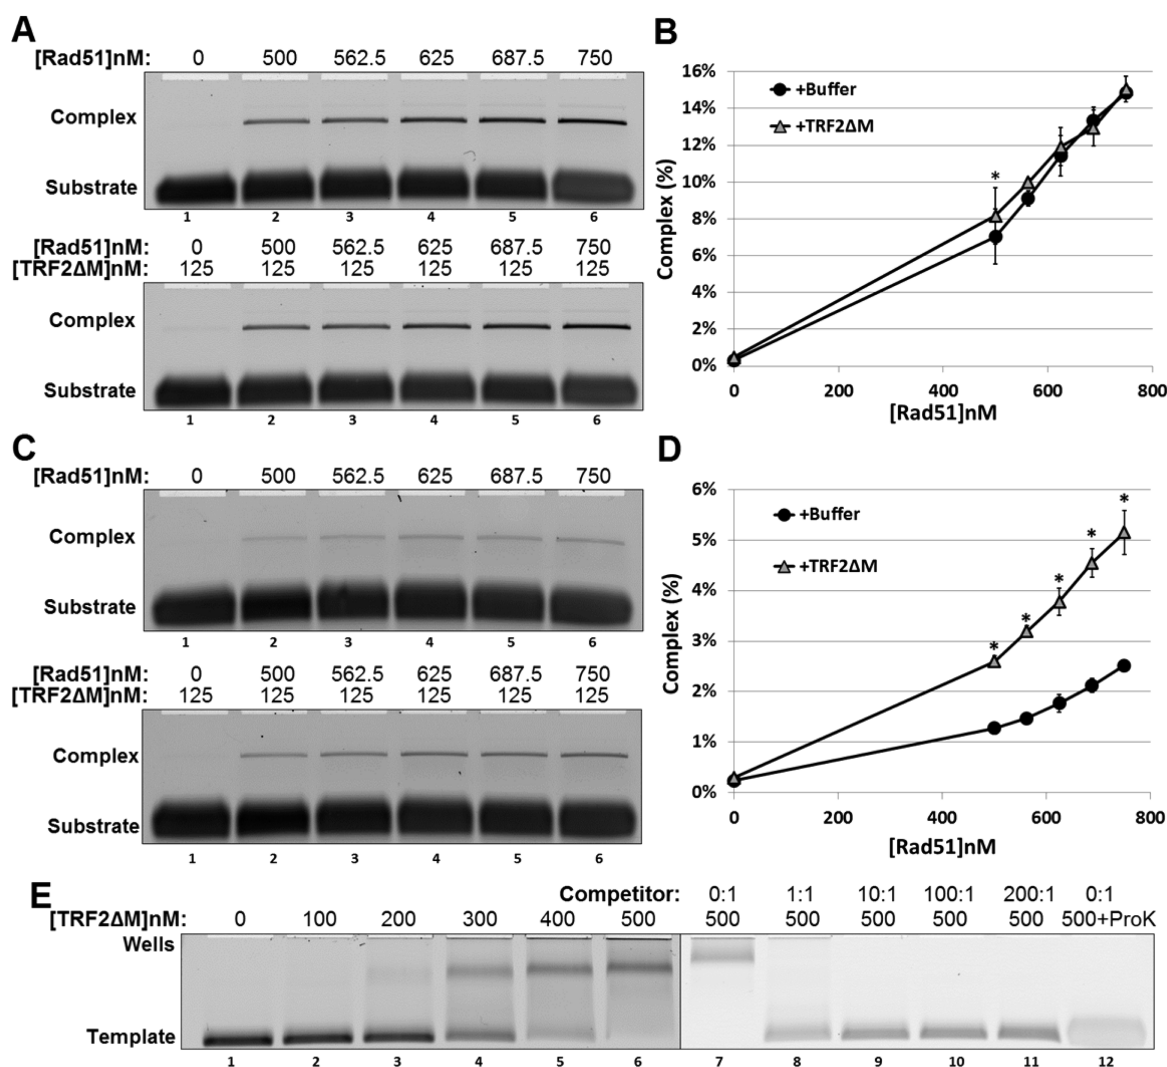 A
[Rad51]nM: 0 500 562.5 625 687.5 750
Complex
Substrate
1 2 3 4 5 6
[Rad51]nM: 0 500 562.5 625 687.5 750
[TRF2ΔM]nM: 125 125 125 125 125 125
Complex
Substrate
1 2 3 4 5 6
B
16%
14%
12%
10%
8%
6%
4%
2%
0%
Complex (%)
+Buffer
+TRF2ΔM
*
0 200 400 600 800
[Rad51]nM
C
[Rad51]nM: 0 500 562.5 625 687.5 750
Complex
Substrate
1 2 3 4 5 6
[Rad51]nM: 0 500 562.5 625 687.5 750
[TRF2ΔM]nM: 125 125 125 125 125 125
Complex
Substrate
1 2 3 4 5 6
D
6%
5%
4%
3%
2%
1%
0%
Complex (%)
+Buffer
+TRF2ΔM
* * * * *
0 200 400 600 800
[Rad51]nM
E
Competitor: 0:1 1:1 10:1 100:1 200:1 0:1
[TRF2ΔM]nM: 0 100 200 300 400 500 500 500 500 500 500 500+ProK
Wells
Template
1 2 3 4 5 6 7 8 9 10 11 12